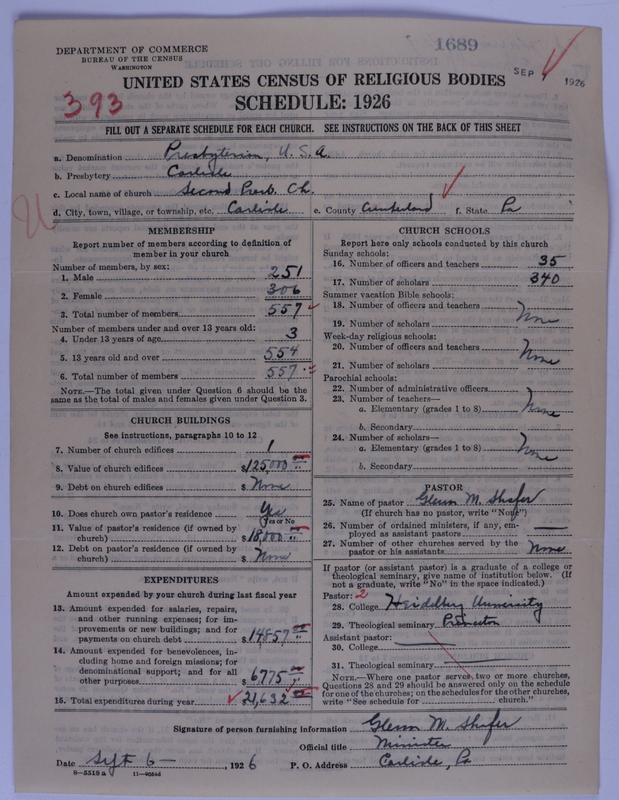 1689
DEPARTMENT OF COMMERCE
BUREAU OF THE CENSUS
WASHINGTON
UNITED STATES CENSUS OF RELIGIOUS BODIES
SEP 1926
393
SCHEDULE: 1926
FILL OUT A SEPARATE SCHEDULE FOR EACH CHURCH. SEE INSTRUCTIONS ON THE BACK OF THIS SHEET
a. Denomination Presbyterian, U.S.A.
b. Presbytery Carlisle
c. Local name of church Second Presb. Ch.
d. City, town, village, or township, etc. Carlisle e. County Cumberland f. State Pa
MEMBERSHIP
Report number of members according to definition of
member in your church
Number of members, by sex:
1. Male 251
2. Female 306
3. Total number of members 557
Number of members under and over 13 years old:
4. Under 13 years of age 3
5. 13 years old and over 554
6. Total number of members 557
NOTE.—The total given under Question 6 should be
same as the total of males and females given under Question 3.
CHURCH BUILDINGS
See instructions, paragraphs 10 to 12
7. Number of church edifices 1
8. Value of church edifices $125,000
9. Debt on church edifices $ None
10. Does church own pastor's residence Yes
Yes or No
11. Value of pastor's residence (if owned by
church) $18,000
12. Debt on pastor's residence (if owned by
church) $ None
EXPENDITURES
Amount expended by your church during last fiscal year
13. Amount expended for salaries, repairs,
and other running expenses; for im-
provements or new buildings; and for
payments on church debt $14,857
14. Amount expended for benevolences, in-
cluding home and foreign missions; for
denominational support; and for all
other purposes $6775
15. Total expenditures during year $21,632
CHURCH SCHOOLS
Report here only schools conducted by this church
Sunday schools:
16. Number of officers and teachers 35
17. Number of scholars 340
Summer vacation Bible schools:
18. Number of officers and teachers
None
19. Number of scholars
Week-day religious schools:
20. Number of officers and teachers
None
21. Number of scholars
Parochial schools:
22. Number of administrative officers
23. Number of teachers—
a. Elementary (grades 1 to 8) None
b. Secondary
24. Number of scholars—
a. Elementary (grades 1 to 8) None
b. Secondary
PASTOR
25. Name of pastor Glenn M. Shafer
(If church has no pastor, write "None")
26. Number of ordained ministers, if any, em-
ployed as assistant pastors
27. Number of other churches served by the
pastor or his assistants None
If pastor (or assistant pastor) is a graduate of a college or
theological seminary, give name of institution below. (If
not a graduate, write "No" in the space indicated.)
Pastor: 2
28. College Heidelberg University
29. Theological seminary Princeton
Assistant pastor:
30. College
31. Theological seminary
NOTE.—Where one pastor serves two or more churches,
Questions 28 and 29 should be answered only on the schedule
for one of the churches; on the schedules for the other churches,
write "See schedule for church."
Signature of person furnishing information Glenn M. Shafer
Official title Minister
Date Sept 6 —, 1926 P. O. Address Carlisle, Pa
8—5518 a